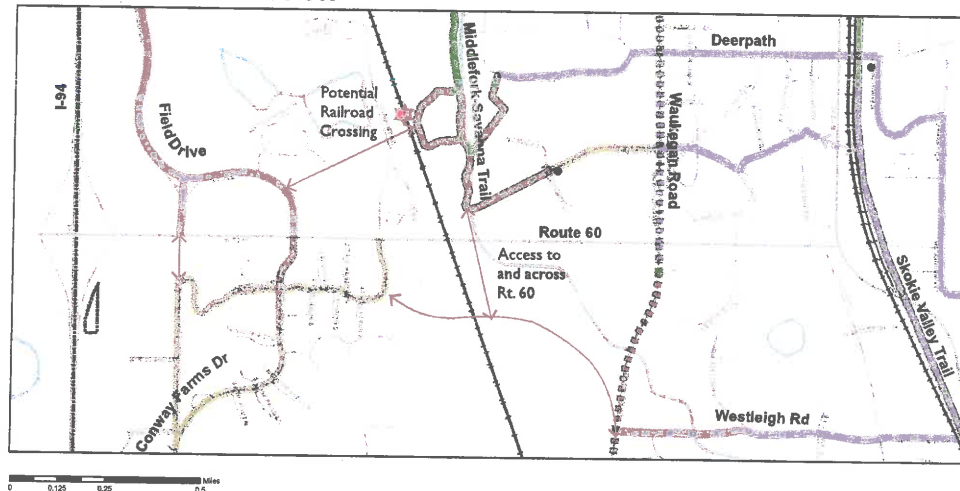 I-94
Field Drive
Potential
Railroad
Crossing
Middlefork Savanna Trail
Deerpath
Waukegan Road
Route 60
Access to
and across
Rt. 60
Skokie Valley Trail
Conway Farms Dr
Westleigh Rd
Miles
0 0.125 0.25 0.5